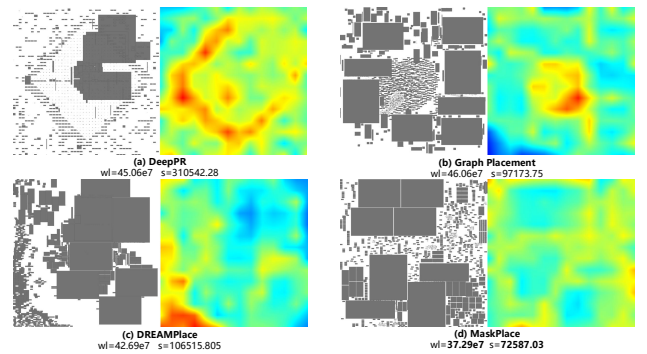 (a) DeepPR
wl=45.06e7 s=310542.28
(b) Graph Placement
wl=46.06e7 s=97173.75
(c) DREAMPlace
wl=42.69e7 s=106515.805
(d) MaskPlace
wl=37.29e7 s=72587.03